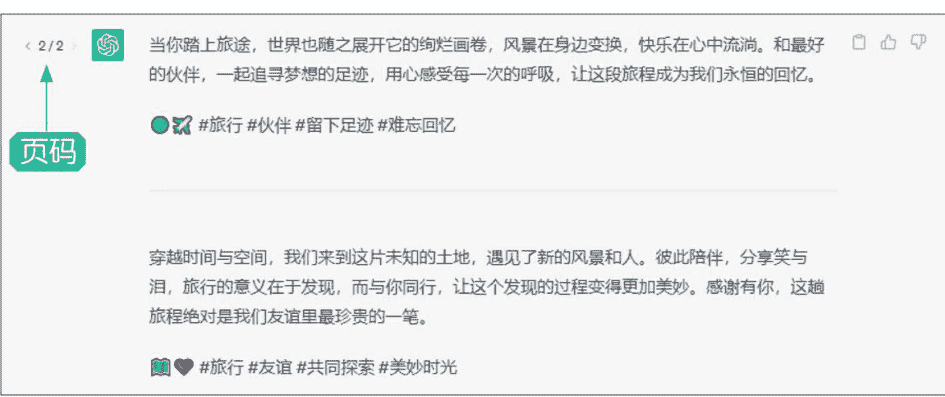 < 2/2 >
当你踏上旅途，世界也随之展开它的绚烂画卷，风景在身边变换，快乐在心中流淌。和最好
的伙伴，一起追寻梦想的足迹，用心感受每一次的呼吸，让这段旅程成为我们永恒的回忆。
页码
#旅行 #伙伴 #留下足迹 #难忘回忆
穿越时间与空间，我们来到这片未知的土地，遇见了新的风景和人。彼此陪伴，分享笑与
泪，旅行的意义在于发现，而与你同行，让这个发现的过程变得更加美妙。感谢有你，这趟
旅程绝对是我们友谊里最珍贵的一笔。
#旅行 #友谊 #共同探索 #美妙时光